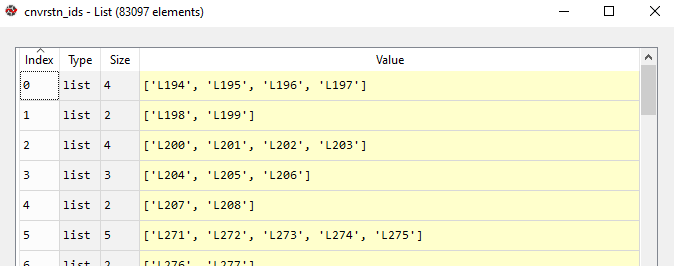 cnvrstn_ids - List (83097 elements)
Index Type Size Value
0 list 4 ['L194', 'L195', 'L196', 'L197']
1 list 2 ['L198', 'L199']
2 list 4 ['L200', 'L201', 'L202', 'L203']
3 list 3 ['L204', 'L205', 'L206']
4 list 2 ['L207', 'L208']
5 list 5 ['L271', 'L272', 'L273', 'L274', 'L275']
6 list 2 ['L276', 'L277']